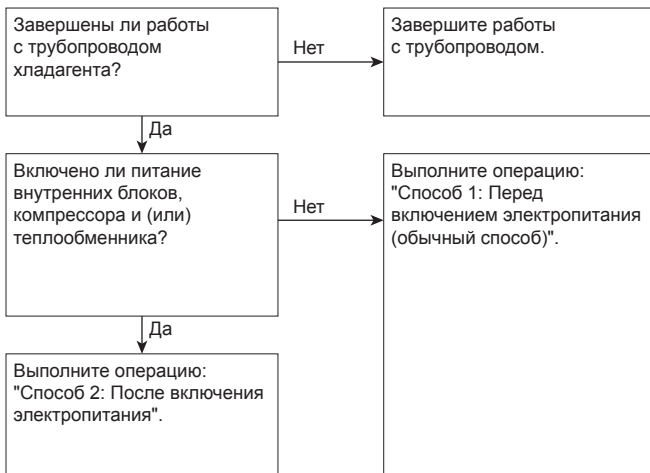 Завершены ли работы
с трубопроводом
хладагента?
Нет
Завершите работы
с трубопроводом.
Да
Включено ли питание
внутренних блоков,
компрессора и (или)
теплообменника?
Нет
Выполните операцию:
"Способ 1: Перед
включением электропитания
(обычный способ)".
Да
Выполните операцию:
"Способ 2: После включения
электропитания".